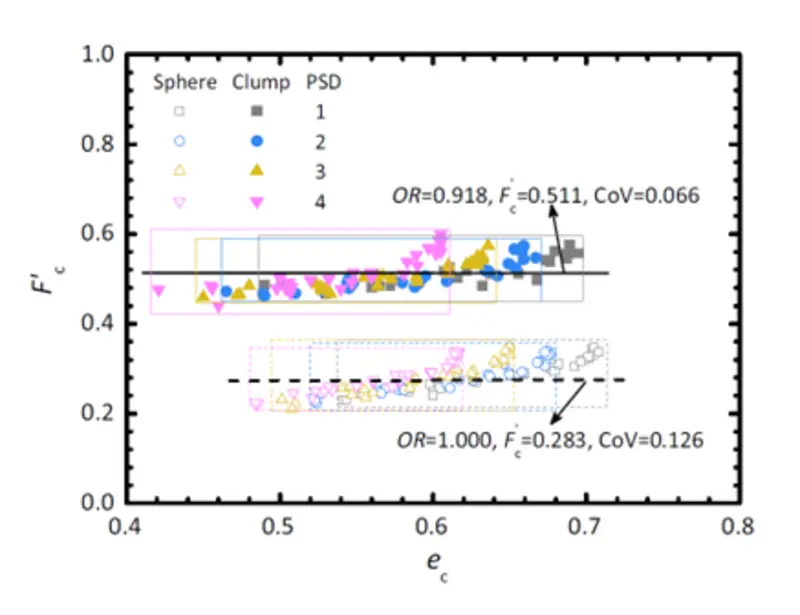 1.0
Sphere Clump PSD
1
0.8
2
3
4
OR=0.918, F*c=0.511, CoV=0.066
0.6
F'c
0.4
0.2
OR=1.000, F*c=0.283, CoV=0.126
0.0
0.4 0.5 0.6 0.7 0.8
ec